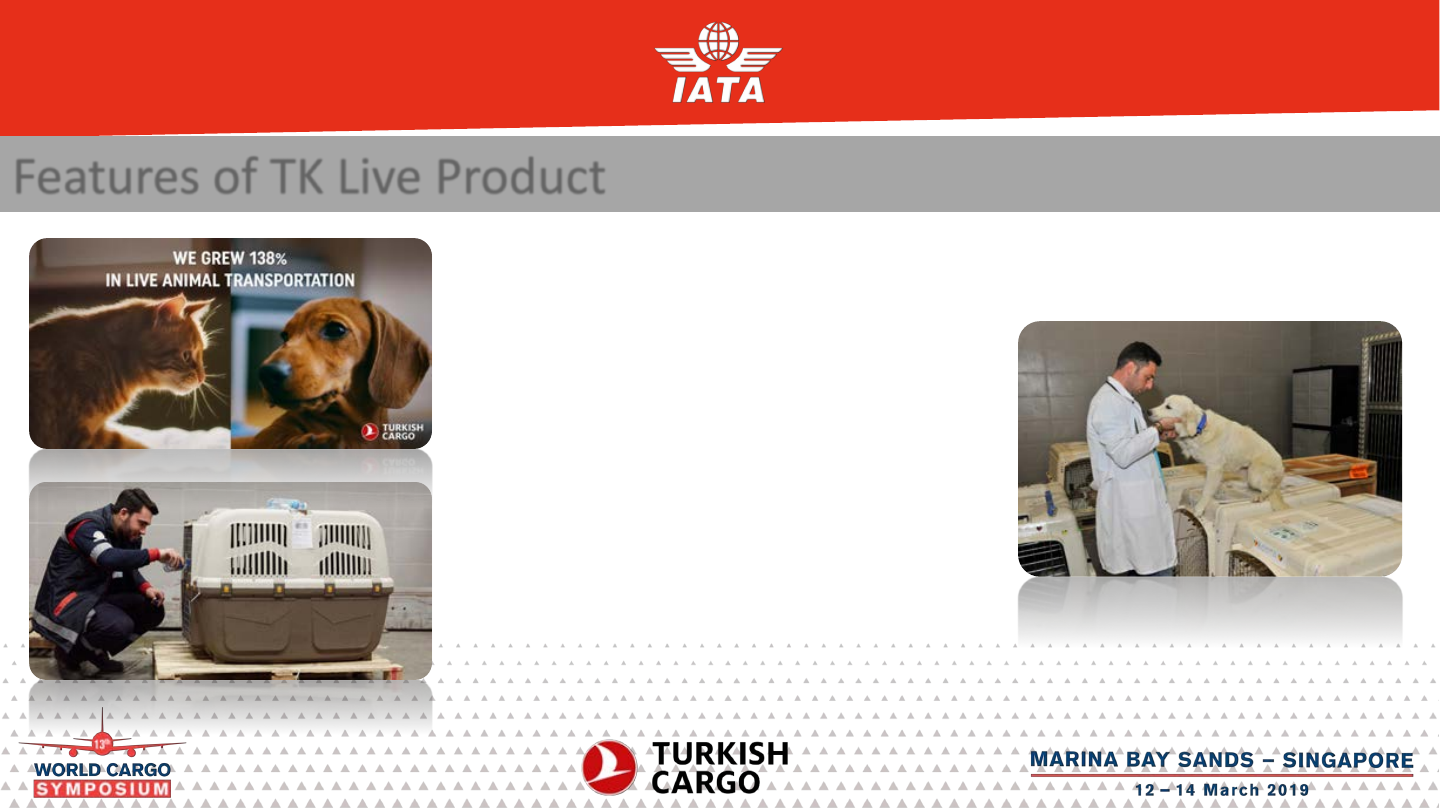 IATA
Features of TK Live Product
WE GREW 138%
IN LIVE ANIMAL TRANSPORTATION
TURKISH
CARGO
13th
WORLD CARGO
SYMPOSIUM
TURKISH
CARGO
MARINA BAY SANDS – SINGAPORE
12 – 14 March 2019